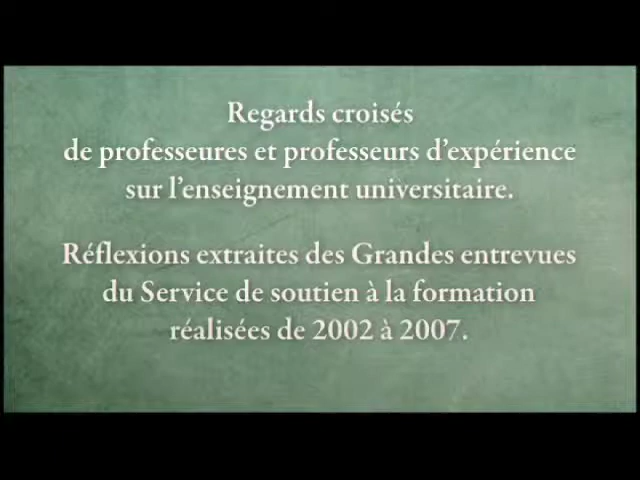 Regards croisés
de professeures et professeurs d’expérience
sur l’enseignement universitaire.
Réflexions extraites des Grandes entrevues
du Service de soutien à la formation
réalisées de 2002 à 2007.